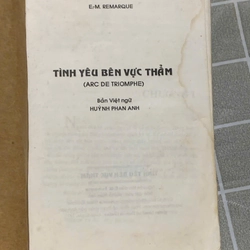 E.-M. REMARQUE
TÌNH YÊU BÊN VỰC THẲM
(ARC DE TRIOMPHE)
Bản Việt ngữ
HUỲNH PHAN ANH